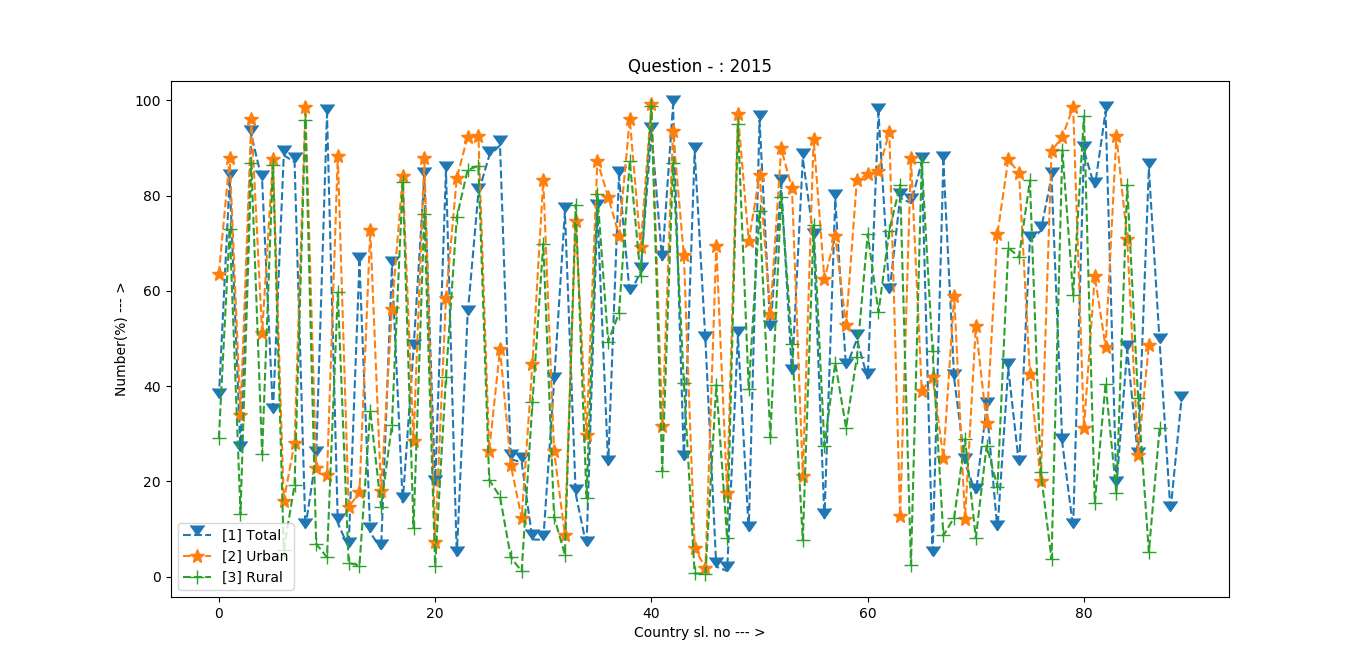 Question - : 2015
Number(%) --- >
100
80
60
40
20
0
[1] Total
[2] Urban
[3] Rural
0 20 40 60 80
Country sl. no --- >